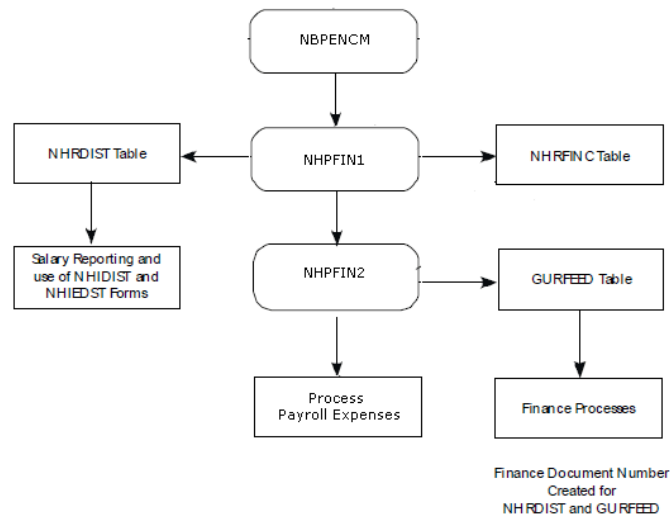 NBPENCM
NHRDIST Table
NHPFIN1
NHRFINC Table
Salary Reporting and
use of NHIDIST and
NHIEDST Forms
NHPFIN2
GURFEED Table
Process
Payroll Expenses
Finance Processes
Finance Document Number
Created for
NHRDIST and GURFEED